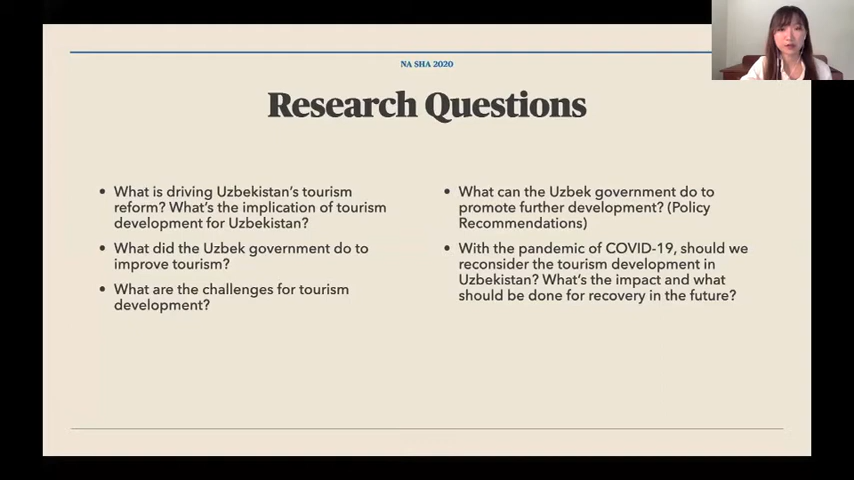 NA SHA 2020
Research Questions
• What is driving Uzbekistan's tourism
reform? What's the implication of tourism
development for Uzbekistan?
• What did the Uzbek government do to
improve tourism?
• What are the challenges for tourism
development?
• What can the Uzbek government do to
promote further development? (Policy
Recommendations)
• With the pandemic of COVID-19, should we
reconsider the tourism development in
Uzbekistan? What's the impact and what
should be done for recovery in the future?